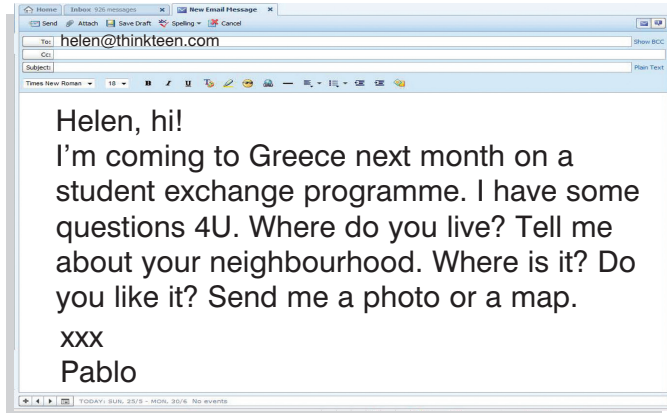 Home Inbox 926 messages × New Email Message ×
Send Attach Save Draft Spelling Cancel
To: helen@thinkteen.com Show BCC
Cc:
Subject: Plain Text
Times New Roman 18 B I U
Helen, hi!
I'm coming to Greece next month on a
student exchange programme. I have some
questions 4U. Where do you live? Tell me
about your neighbourhood. Where is it? Do
you like it? Send me a photo or a map.
xxx
Pablo
TODAY: SUN. 25/5 - MON. 30/6 No events